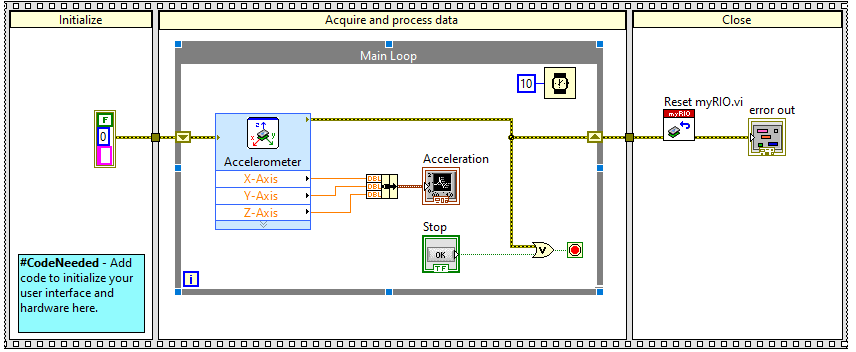 Initialize
Acquire and process data
Close
Main Loop
10
Reset myRIO.vi
myRIO
error out
F
0
Accelerometer
X-Axis
Y-Axis
Z-Axis
DBL
DBL
DBL
Acceleration
Stop
OK
TF
V
i
#CodeNeeded - Add
code to initialize your
user interface and
hardware here.